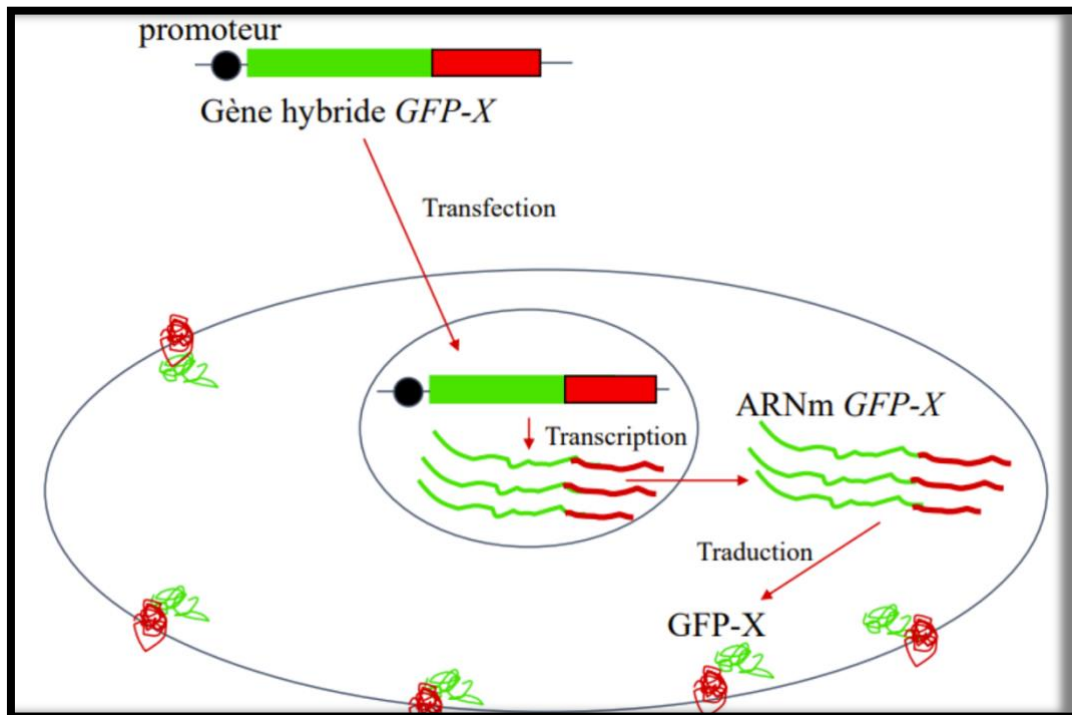 promoteur
Gène hybride GFP-X
Transfection
ARNm GFP-X
Transcription
Traduction
GFP-X